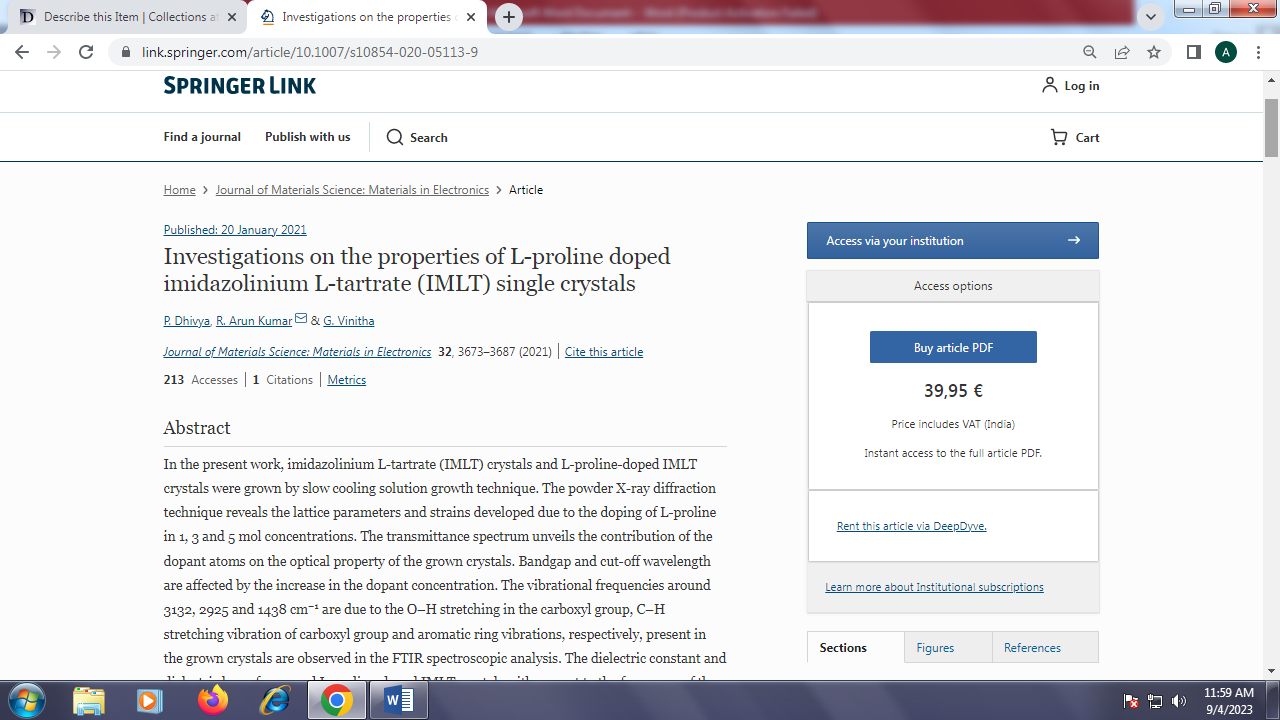 Describe this Item | Collections at
Investigations on the properties o
link.springer.com/article/10.1007/s10854-020-05113-9
A
SPRINGER LINK
Log in
Find a journal Publish with us Search
Cart
Home > Journal of Materials Science: Materials in Electronics > Article
Published: 20 January 2021
Investigations on the properties of L-proline doped
imidazolinium L-tartrate (IMLT) single crystals
P. Dhivya, R. Arun Kumar & G. Vinitha
Journal of Materials Science: Materials in Electronics 32, 3673–3687 (2021) | Cite this article
213 Accesses | 1 Citations | Metrics
Abstract
In the present work, imidazolinium L-tartrate (IMLT) crystals and L-proline-doped IMLT
crystals were grown by slow cooling solution growth technique. The powder X-ray diffraction
technique reveals the lattice parameters and strains developed due to the doping of L-proline
in 1, 3 and 5 mol concentrations. The transmittance spectrum unveils the contribution of the
dopant atoms on the optical property of the grown crystals. Bandgap and cut-off wavelength
are affected by the increase in the dopant concentration. The vibrational frequencies around
3132, 2925 and 1438 cm⁻¹ are due to the O–H stretching in the carboxyl group, C–H
stretching vibration of carboxyl group and aromatic ring vibrations, respectively, present in
the grown crystals are observed in the FTIR spectroscopic analysis. The dielectric constant and
Access via your institution →
Access options
Buy article PDF
39,95 €
Price includes VAT (India)
Instant access to the full article PDF.
Rent this article via DeepDyve.
Learn more about Institutional subscriptions
Sections Figures References
11:59 AM
9/4/2023